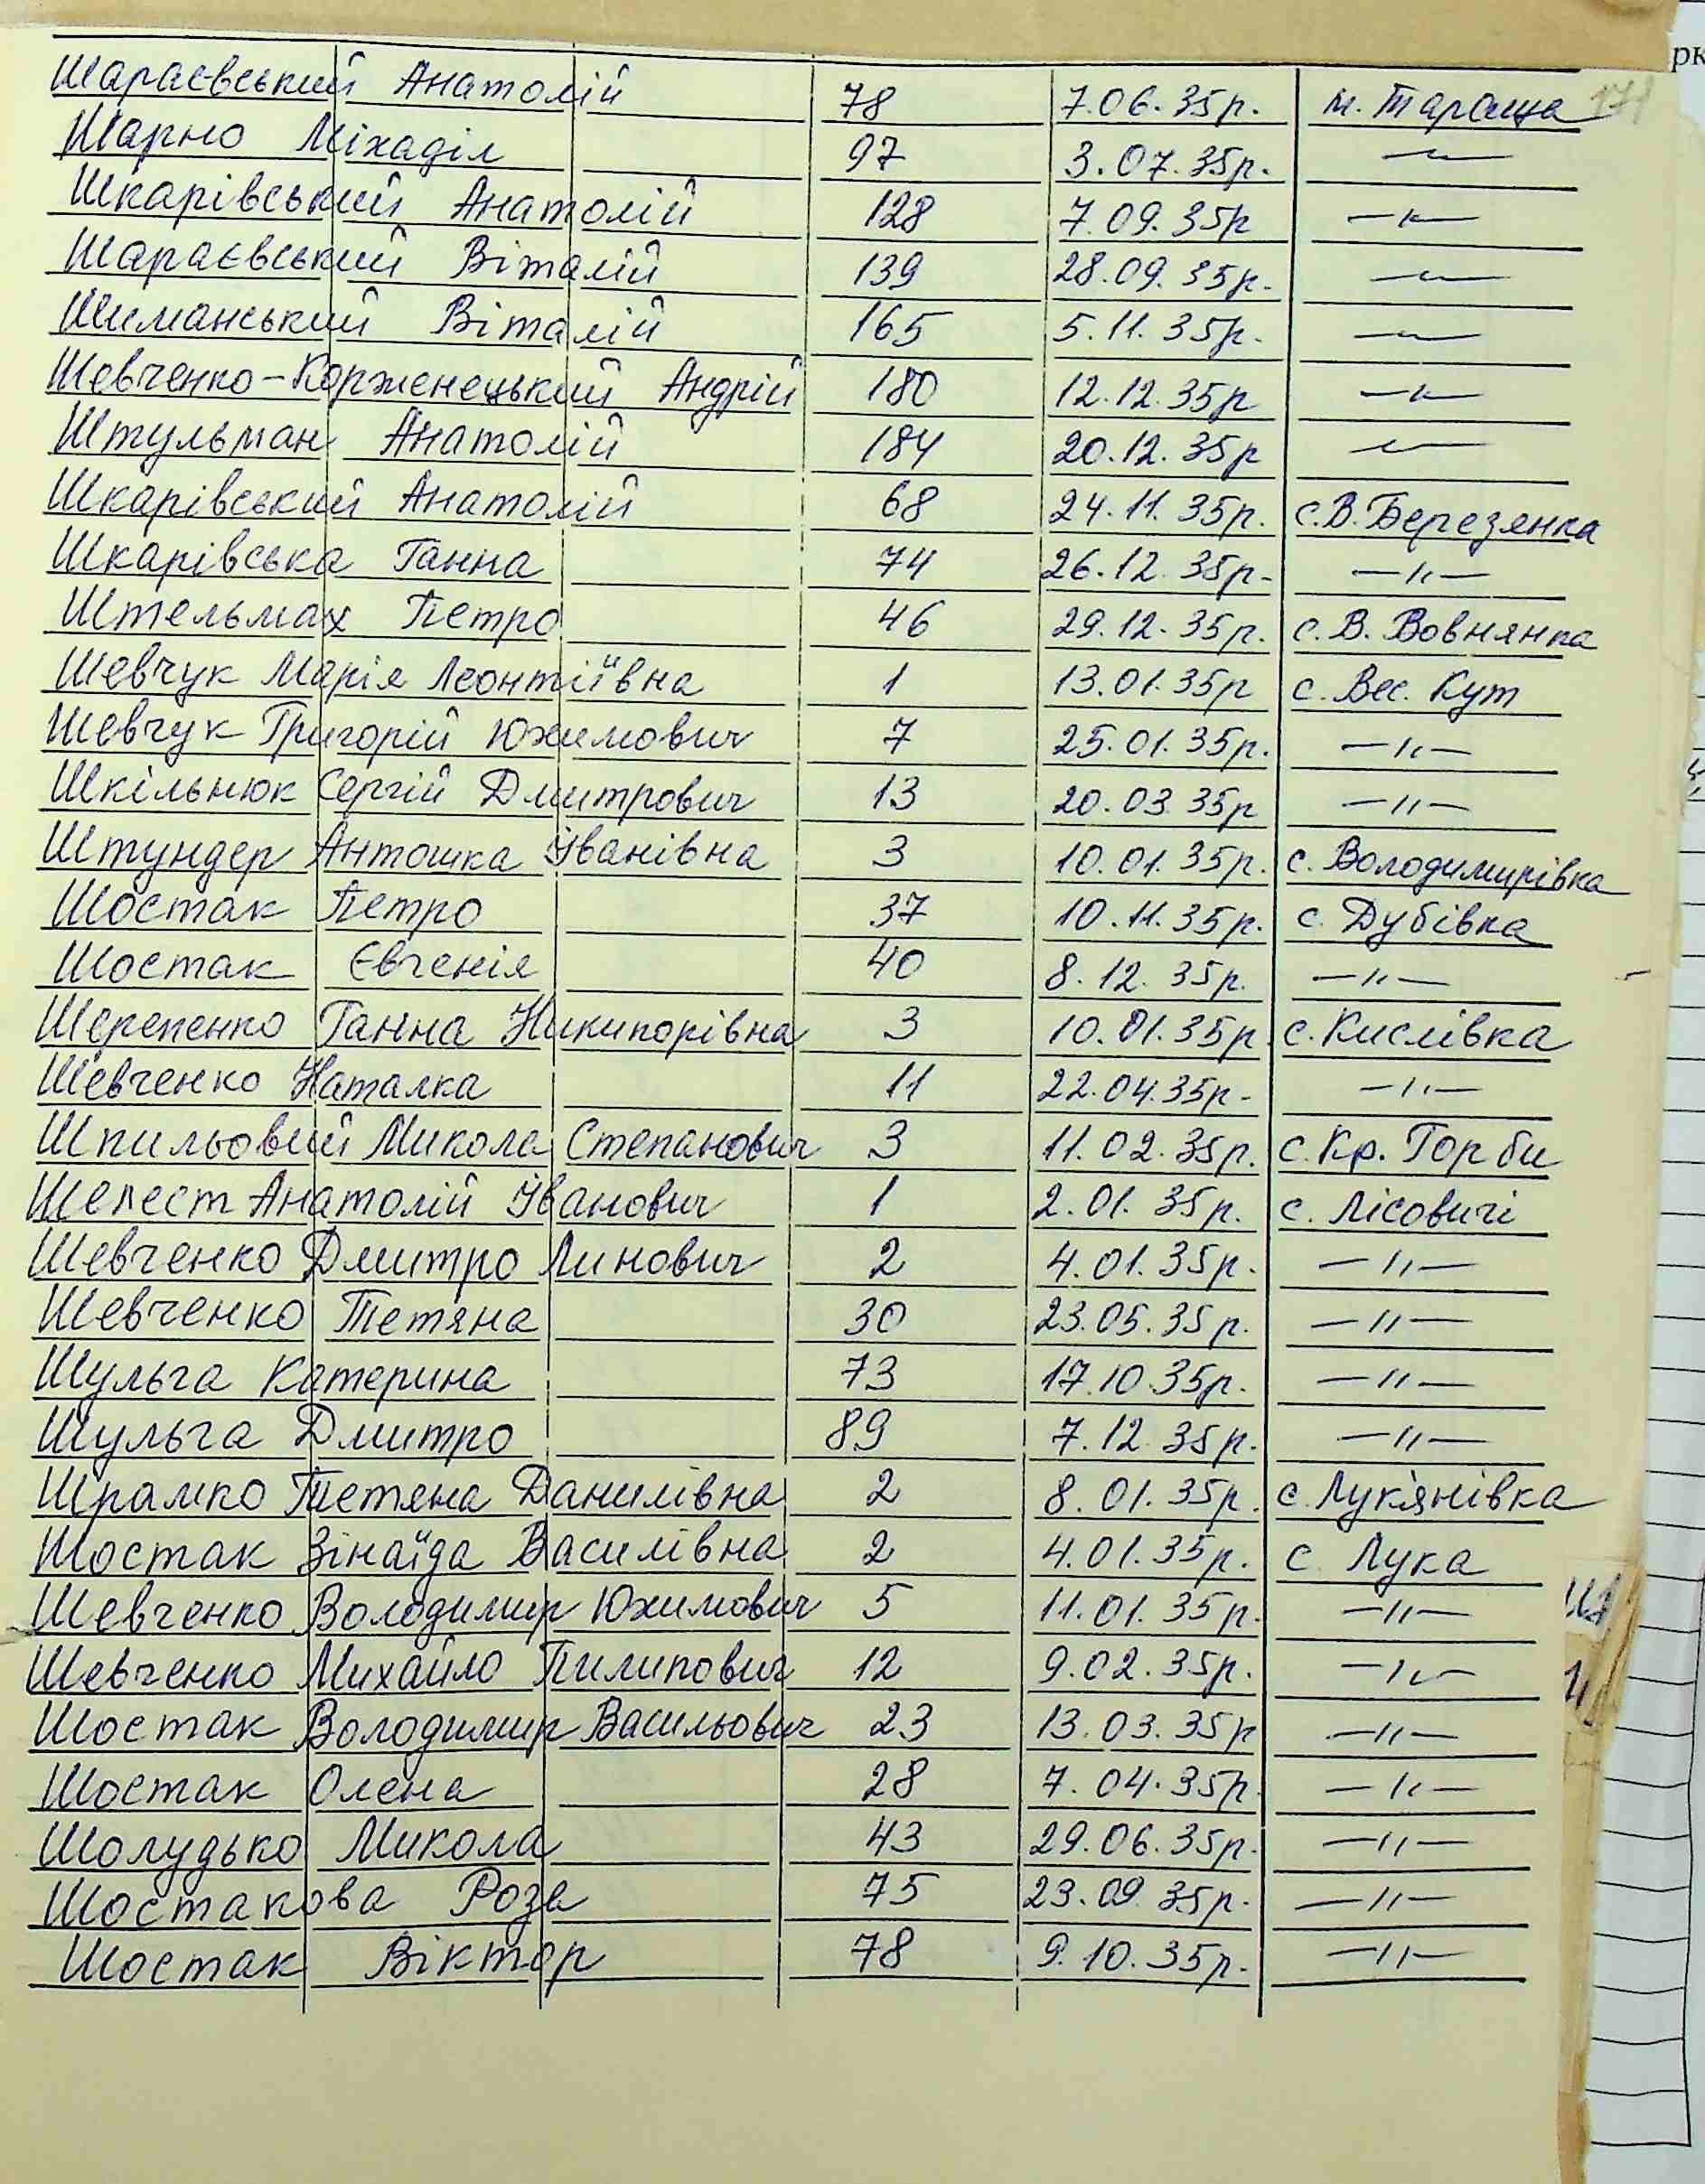 рк
Шараєвський Анатолій 78 7.06.35р. м. Тараща 171
Шарно Міхаділ 97 3.07.35р. —"—
Шкарівський Анатолій 128 7.09.35р —"—
Шараєвський Віталій 139 28.09.35р. —"—
Шиманський Віталій 165 5.11.35р. —"—
Шевченко-Корженецький Андрій 180 12.12.35р —"—
Штульман Анатолій 184 20.12.35р —"—
Шкарівський Анатолій 68 24.11.35р. с.В.Березянка
Шкарівська Ганна 74 26.12.35р. —"—
Штельмах Петро 46 29.12.35р. с. В. Вовнянка
Шевчук Марія Леонтіївна 1 13.01.35р с. Вес. Кут
Шевчук Григорій Юхимович 7 25.01.35р. —"—
Шкільнюк Сергій Дмитрович 13 20.03.35р —"—
Штундер Антошка Іванівна 3 10.01.35р. с. Володимирівка
Шостак Петро 37 10.11.35р. с. Дубівка
Шостак Євгенія 40 8.12.35р. —"—
Шерепенко Ганна Никипорівна 3 10.01.35р. с. Кислівка
Шевченко Наталка 11 22.04.35р. —"—
Шпильовий Микола Степанович 3 11.02.35р. с. Кр. Горби
Шелест Анатолій Іванович 1 2.01.35р. с. Лісовичі
Шевченко Дмитро Линович 2 4.01.35р. —"—
Шевченко Тетяна 30 23.05.35р. —"—
Шульга Катерина 73 17.10.35р. —"—
Шульга Дмитро 89 7.12.35р. —"—
Шрамко Тетяна Данилівна 2 8.01.35р. с. Лук'янівка
Шостак Зінаїда Василівна 2 4.01.35р. с. Лука
Шевченко Володимир Юхимович 5 11.01.35р. —"—
Шевченко Михайло Пилипович 12 9.02.35р. —"—
Шостак Володимир Васильович 23 13.03.35р —"—
Шостак Олена 28 7.04.35р. —"—
Шолудько Микола 43 29.06.35р. —"—
Шостакова Роза 75 23.09.35р. —"—
Шостак Віктор 78 9.10.35р. —"—